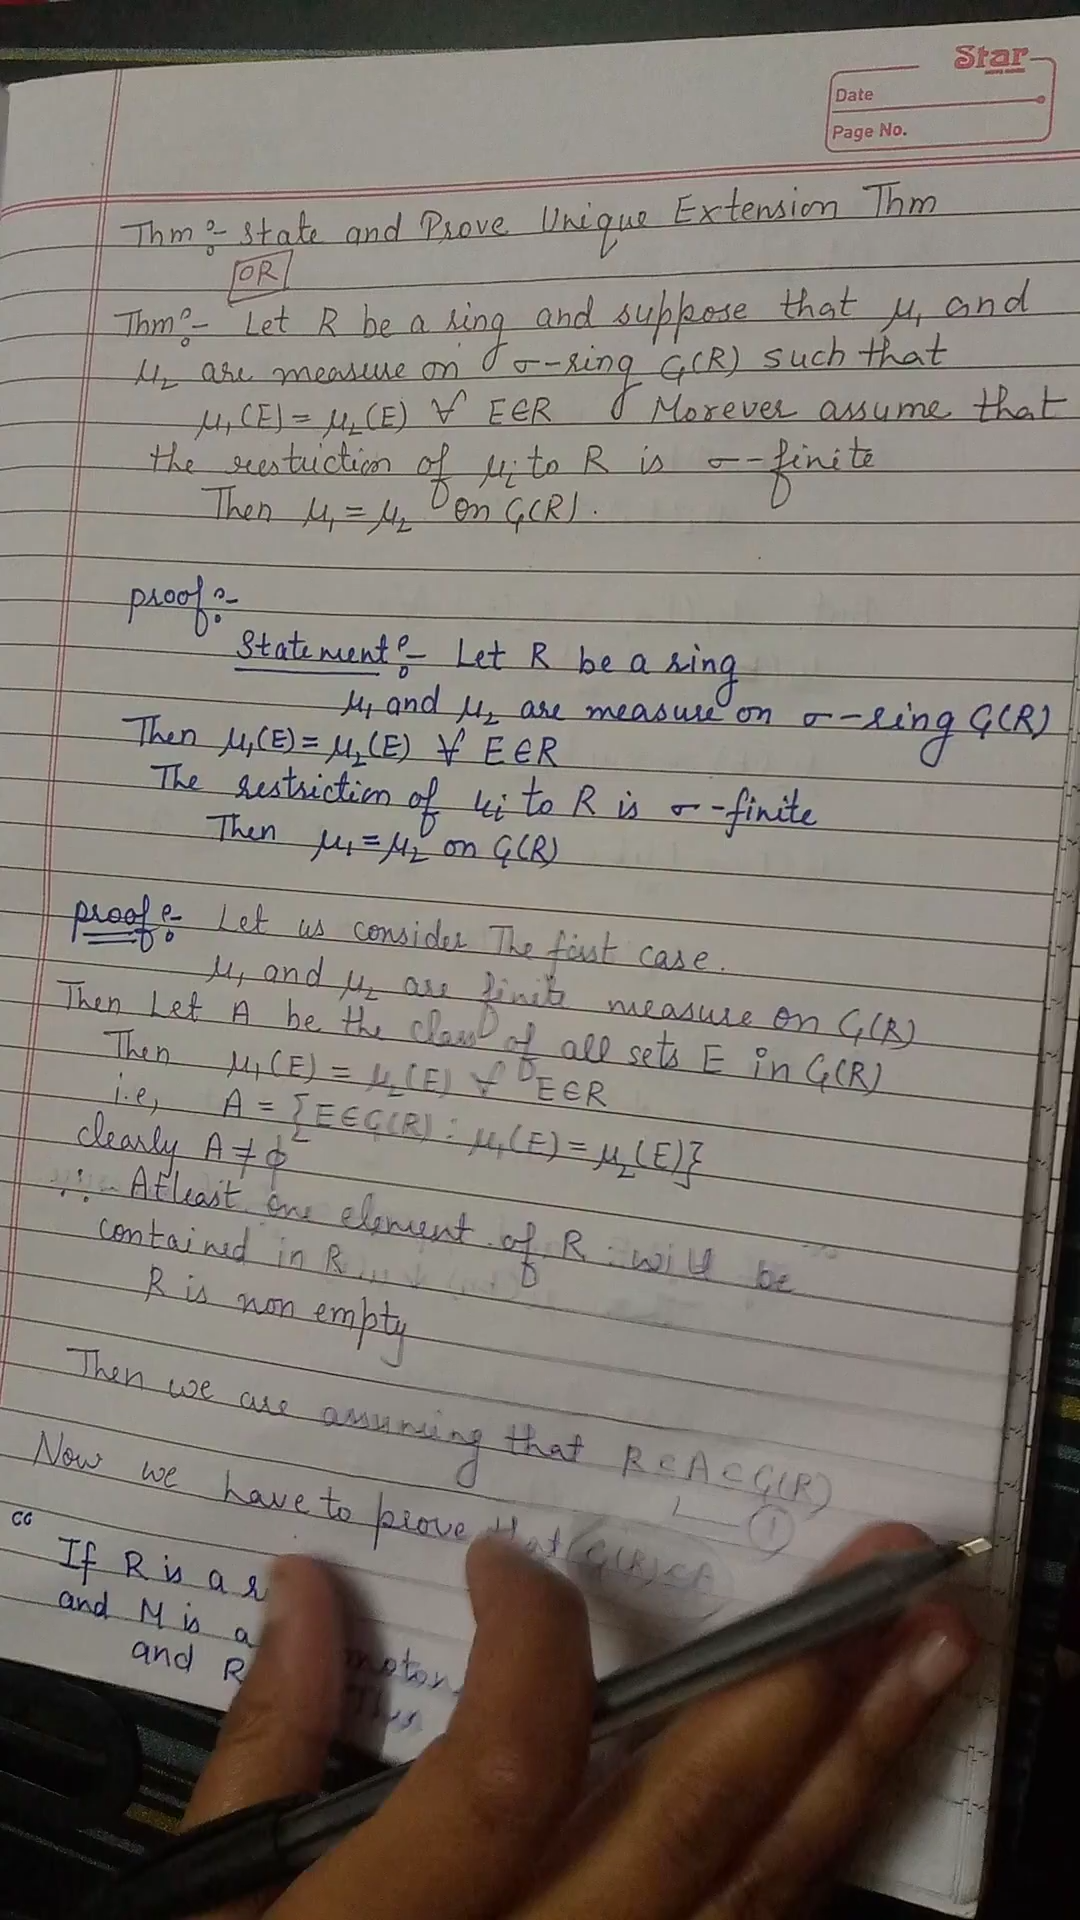 Star
Date
Page No.
Thm :- State and Prove Unique Extension Thm
OR
Thm :- Let R be a ring and suppose that μ₁ and
μ₂ are measure on σ-ring G(R) such that
μ₁(E) = μ₂(E) ∀ E∈R Morever assume that
the restriction of μi to R is σ-finite
Then μ₁ = μ₂ on G(R).
proof :-
Statement :- Let R be a ring
μ₁ and μ₂ are measure on σ-ring G(R)
Then μ₁(E) = μ₂(E) ∀ E∈R
The restriction of μi to R is σ-finite
Then μ₁ = μ₂ on G(R)
proof :- Let us consider The first case.
μ₁ and μ₂ are finite measure on G(R)
Then Let A be the class of all sets E in G(R)
Then μ₁(E) = μ₂(E) ∀ E∈R
i.e, A = {E∈G(R) : μ₁(E) = μ₂(E)}
clearly A ≠ ϕ
∴ Atleast one element of R will be
contained in R
R is non empty
Then we are assuming that R⊂A⊂G(R)
①
Now we have to prove that G(R)⊂A
"
If R is a
and M is a
and R
Thus